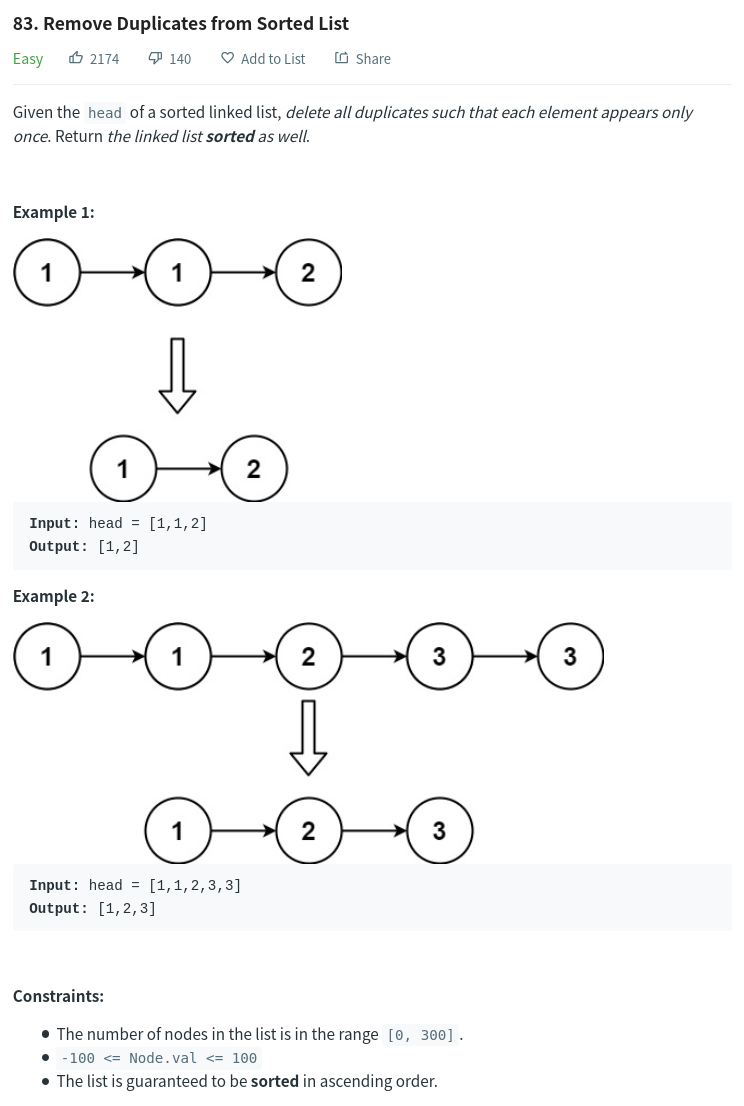 83. Remove Duplicates from Sorted List
Easy 2174 140 Add to List Share
Given the head of a sorted linked list, delete all duplicates such that each element appears only
once. Return the linked list sorted as well.
Example 1:
1 1 2
1 2
Input: head = [1,1,2]
Output: [1,2]
Example 2:
1 1 2 3 3
1 2 3
Input: head = [1,1,2,3,3]
Output: [1,2,3]
Constraints:
• The number of nodes in the list is in the range [0, 300] .
• -100 <= Node.val <= 100
• The list is guaranteed to be sorted in ascending order.